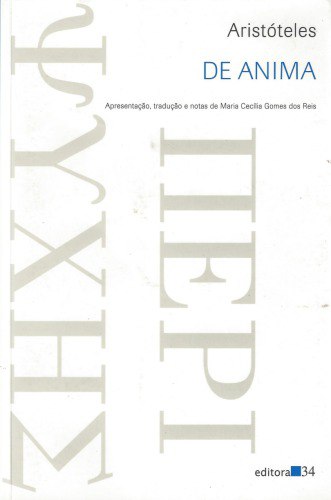 Aristóteles
DE ANIMA
Apresentação, tradução e notas de Maria Cecília Gomes dos Reis
ΠΕΡΙ
ΨΥΧΗΣ
editora 34